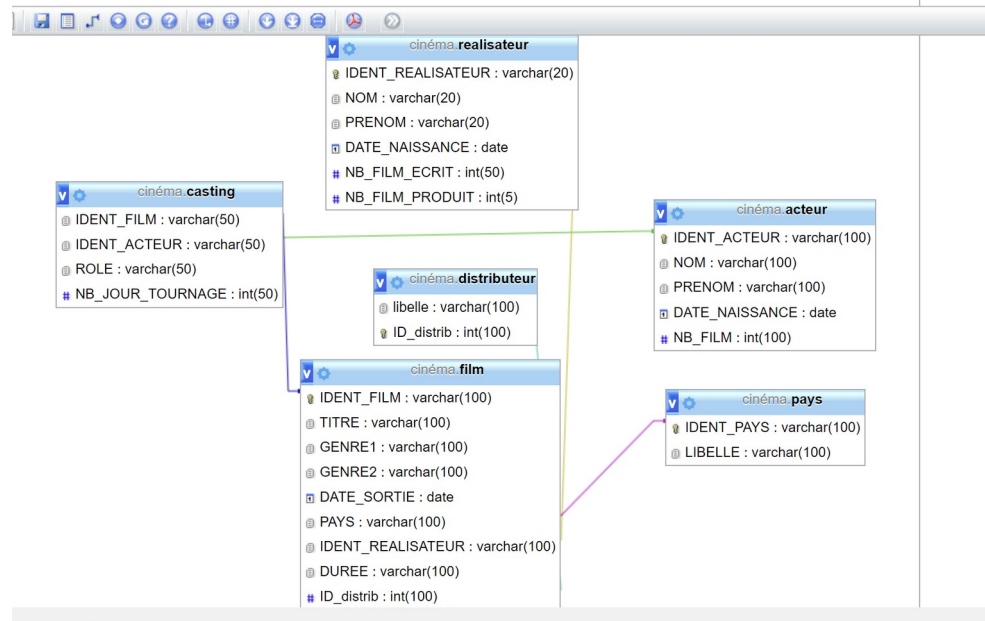 cinéma.realisateur
IDENT_REALISATEUR : varchar(20)
NOM : varchar(20)
PRENOM : varchar(20)
DATE_NAISSANCE : date
NB_FILM_ECRIT : int(50)
NB_FILM_PRODUIT : int(5)
cinéma.casting
IDENT_FILM : varchar(50)
IDENT_ACTEUR : varchar(50)
ROLE : varchar(50)
NB_JOUR_TOURNAGE : int(50)
cinéma.acteur
IDENT_ACTEUR : varchar(100)
NOM : varchar(100)
PRENOM : varchar(100)
DATE_NAISSANCE : date
NB_FILM : int(100)
cinéma.distributeur
libelle : varchar(100)
ID_distrib : int(100)
cinéma.film
IDENT_FILM : varchar(100)
TITRE : varchar(100)
GENRE1 : varchar(100)
GENRE2 : varchar(100)
DATE_SORTIE : date
PAYS : varchar(100)
IDENT_REALISATEUR : varchar(100)
DUREE : varchar(100)
ID_distrib : int(100)
cinéma.pays
IDENT_PAYS : varchar(100)
LIBELLE : varchar(100)